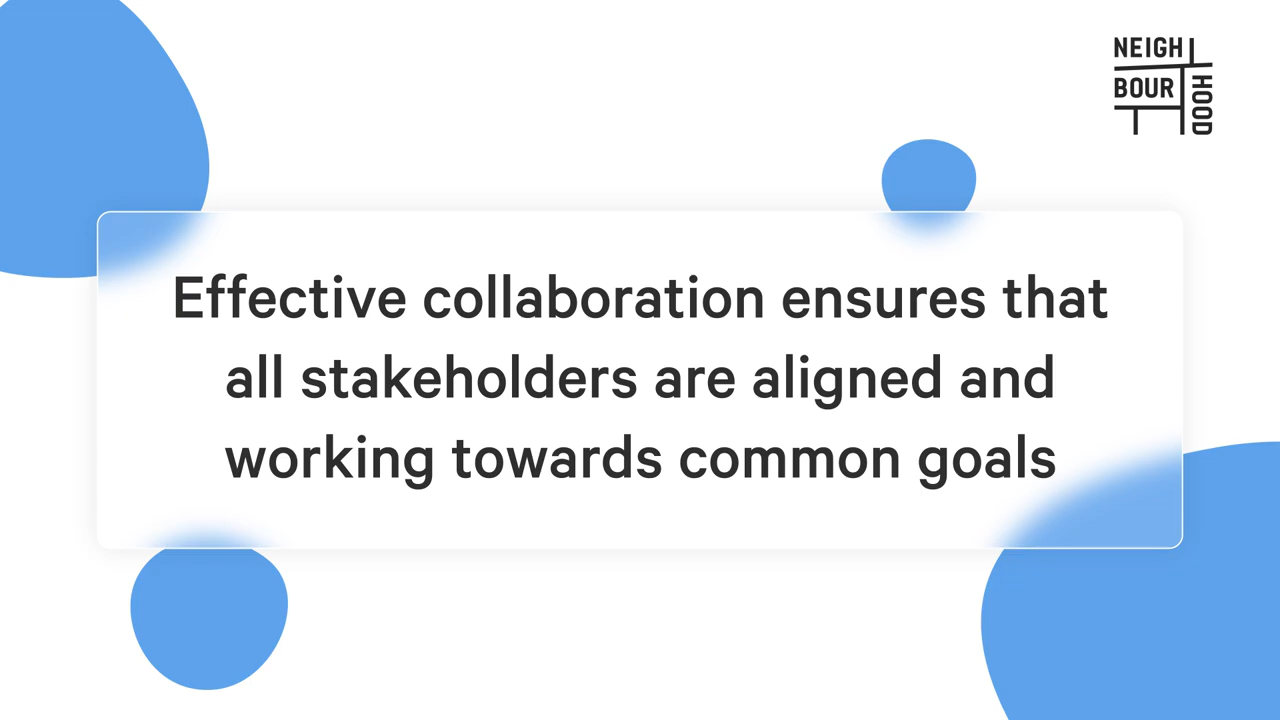 NEIGH
BOUR
HOOD
Effective collaboration ensures that
all stakeholders are aligned and
working towards common goals